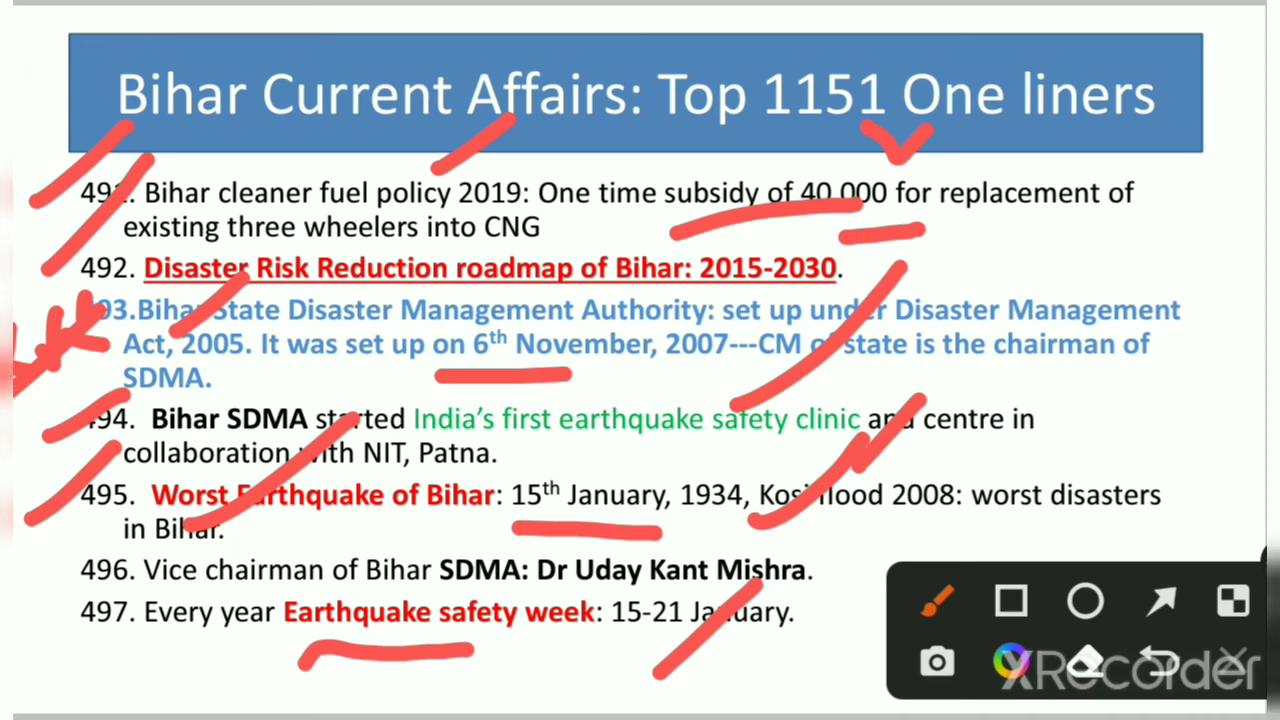 Bihar Current Affairs: Top 1151 One liners
491. Bihar cleaner fuel policy 2019: One time subsidy of 40,000 for replacement of
existing three wheelers into CNG
492. Disaster Risk Reduction roadmap of Bihar: 2015-2030.
493.Bihar State Disaster Management Authority: set up under Disaster Management
Act, 2005. It was set up on 6th November, 2007---CM of state is the chairman of
SDMA.
494. Bihar SDMA started India's first earthquake safety clinic and centre in
collaboration with NIT, Patna.
495. Worst Earthquake of Bihar: 15th January, 1934, Kosi flood 2008: worst disasters
in Bihar.
496. Vice chairman of Bihar SDMA: Dr Uday Kant Mishra.
497. Every year Earthquake safety week: 15-21 January.
XRecorder